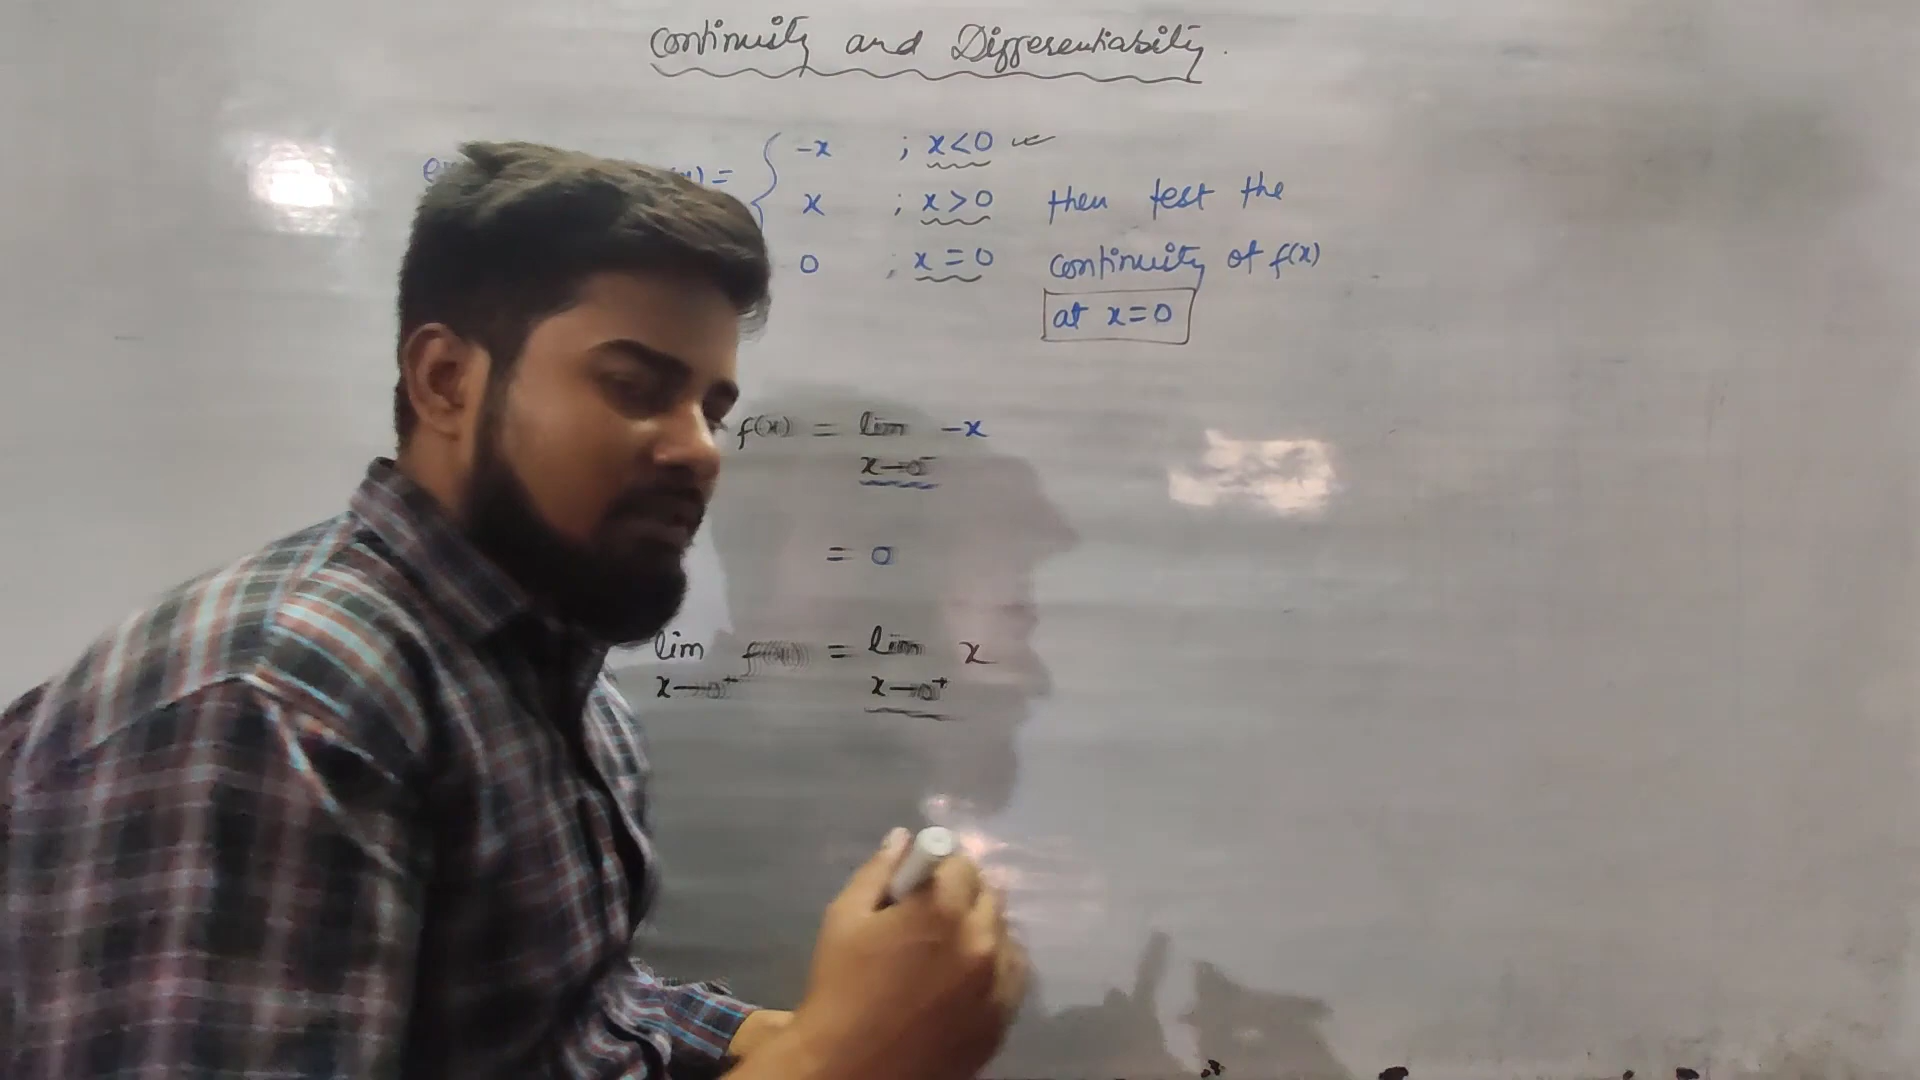 Continuity and Differentiability.
-x ; x<0
x ; x>0 then test the
0 ; x=0 continuity of f(x)
at x=0
f(x) = lim -x
x→0⁻
= 0
lim f(x) = lim x
x→0⁺ x→0⁺